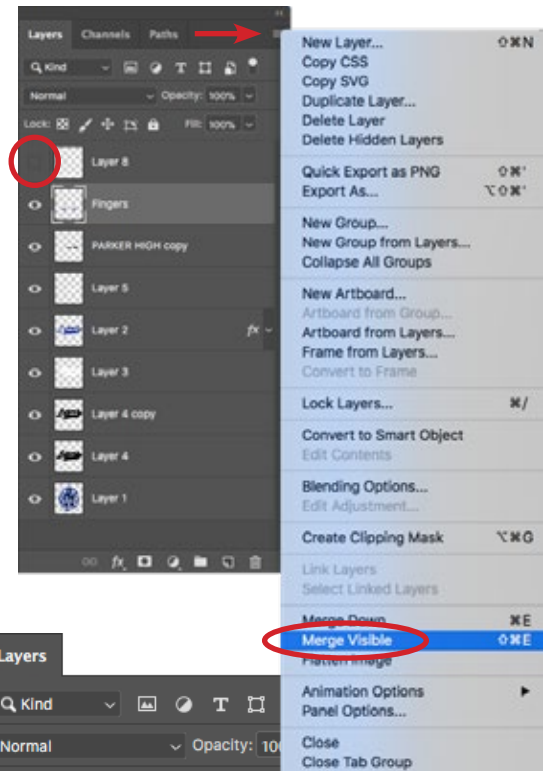 Layers Channels Paths
Kind
Normal Opacity: 100%
Lock: Fill: 100%
Layer 8
Fingers
PARKER HIGH copy
Layer 5
Layer 2 fx
Layer 3
Layer 4 copy
Layer 4
Layer 1
fx
New Layer... ⇧⌘N
Copy CSS
Copy SVG
Duplicate Layer...
Delete Layer
Delete Hidden Layers
Quick Export as PNG ⇧⌘'
Export As... ⌥⇧⌘'
New Group...
New Group from Layers...
Collapse All Groups
New Artboard...
Artboard from Group...
Artboard from Layers...
Frame from Layers...
Convert to Frame
Lock Layers... ⌘/
Convert to Smart Object
Edit Contents
Blending Options...
Edit Adjustment...
Create Clipping Mask ⌥⌘G
Link Layers
Select Linked Layers
Merge Down ⌘E
Merge Visible ⇧⌘E
Flatten Image
Animation Options
Panel Options...
Close
Close Tab Group
Layers
Kind
Normal Opacity: 10